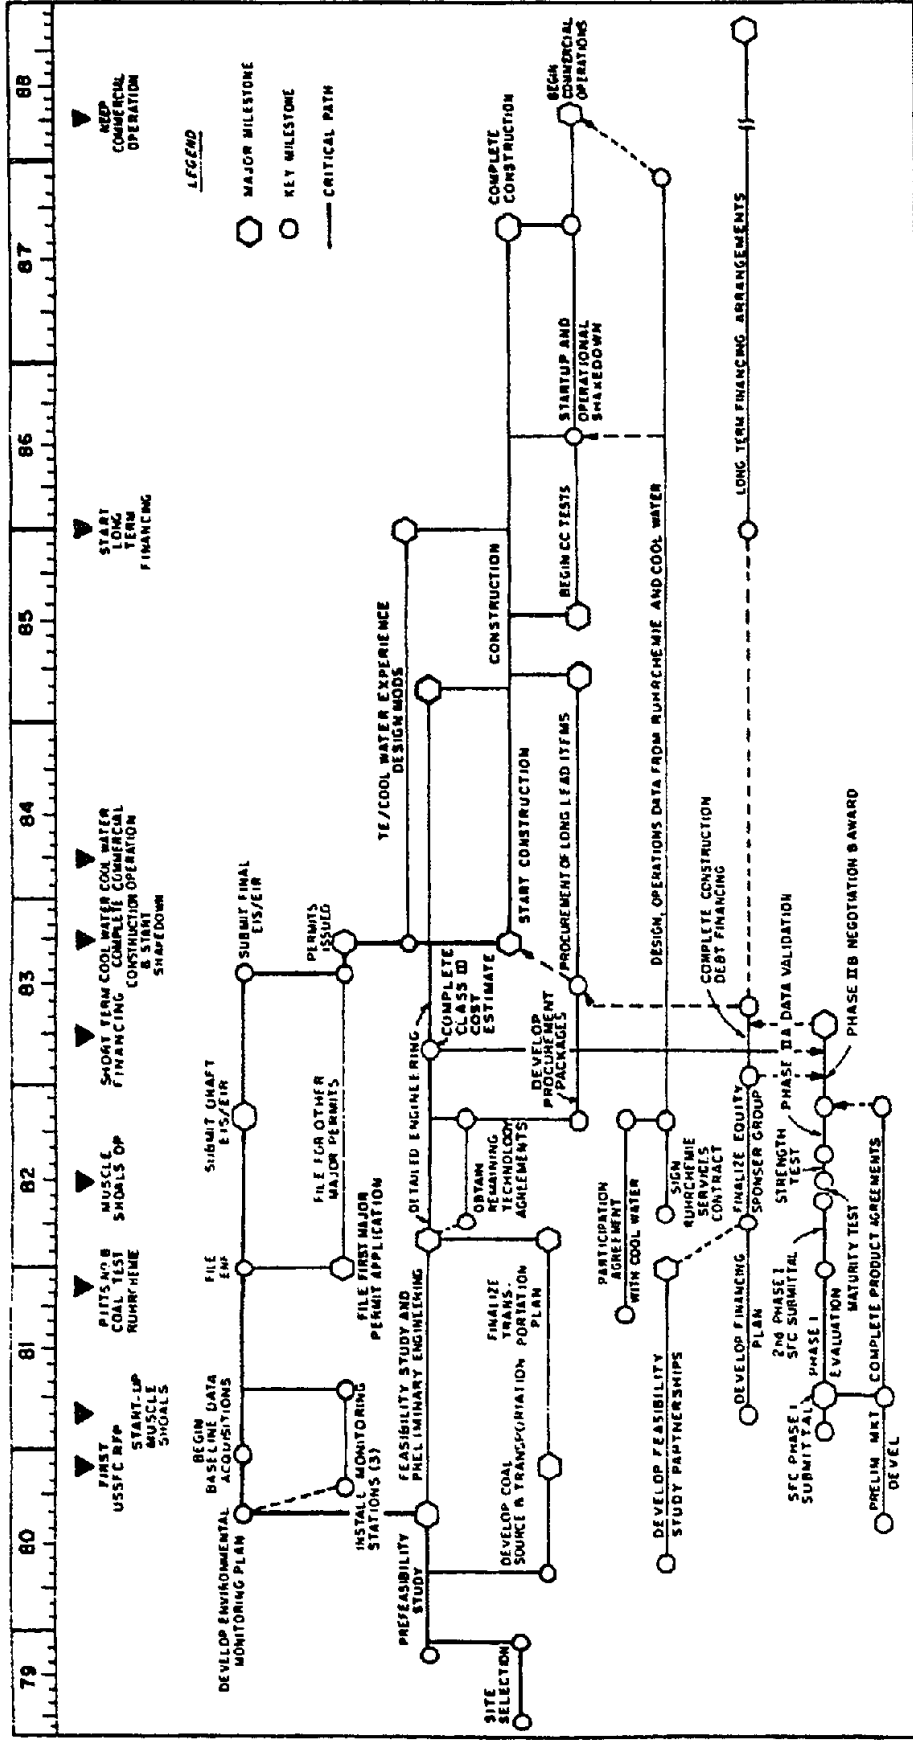 79 80 81 82 83 84 85 86 87 88
FIRST
USSFC RFP
START-UP
MUSCLE
SHOALS
PITTS NO 8
COAL TEST
RUHRCHEMIE
MUSCLE
SHOALS OP
SHORT TERM
FINANCING
COOL WATER
COMPLETE
CONSTRUCTION
& START
SHAKEDOWN
COOL WATER
COMMERCIAL
OPERATION
START
LONG
TERM
FINANCING
KEEP
COMMERCIAL
OPERATION
LEGEND
MAJOR MILESTONE
KEY MILESTONE
CRITICAL PATH
DEVELOP ENVIRONMENTAL
MONITORING PLAN
BEGIN
BASELINE DATA
ACQUISITIONS
FILE
ENF
SUBMIT DRAFT
EIS/EIR
SUBMIT FINAL
EIS/EIR
INSTALL MONITORING
STATIONS (3)
FILE FIRST MAJOR
PERMIT APPLICATION
FILE FOR OTHER
MAJOR PERMITS
PERMITS
ISSUED
TE/COOL WATER EXPERIENCE
DESIGN MODS
PREFEASIBILITY
STUDY
FEASIBILITY STUDY AND
PRELIMINARY ENGINEERING
DETAILED ENGINEERING
COMPLETE
CLASS III
COST
ESTIMATE
OBTAIN
REMAINING
TECHNOLOGY
AGREEMENTS
SITE
SELECTION
START CONSTRUCTION
CONSTRUCTION
COMPLETE
CONSTRUCTION
DEVELOP COAL
SOURCE & TRANSPORTATION
FINALIZE
TRANS-
PORTATION
PLAN
DEVELOP
PROCUREMENT
PACKAGES
PROCUREMENT OF LONG LEAD ITEMS
BEGIN CC TESTS
STARTUP AND
OPERATIONAL
SHAKEDOWN
BEGIN
COMMERCIAL
OPERATIONS
PARTICIPATION
AGREEMENT
WITH COOL WATER
DEVELOP FEASIBILITY
STUDY PARTNERSHIPS
SIGN
RUHRCHEMIE
SERVICES
CONTRACT
DESIGN, OPERATIONS DATA FROM RUHRCHEMIE AND COOL WATER
DEVELOP FINANCING
PLAN
FINALIZE EQUITY
SPONSER GROUP
COMPLETE CONSTRUCTION
DEBT FINANCING
LONG TERM FINANCING ARRANGEMENTS
SFC PHASE I
SUBMITTAL
PHASE I
EVALUATION
2nd PHASE I
SFC SUBMITTAL
MATURITY TEST
STRENGTH
TEST
PHASE IIA DATA VALIDATION
PHASE IIB NEGOTIATION & AWARD
PRELIM MKT
DEVEL
COMPLETE PRODUCT AGREEMENTS